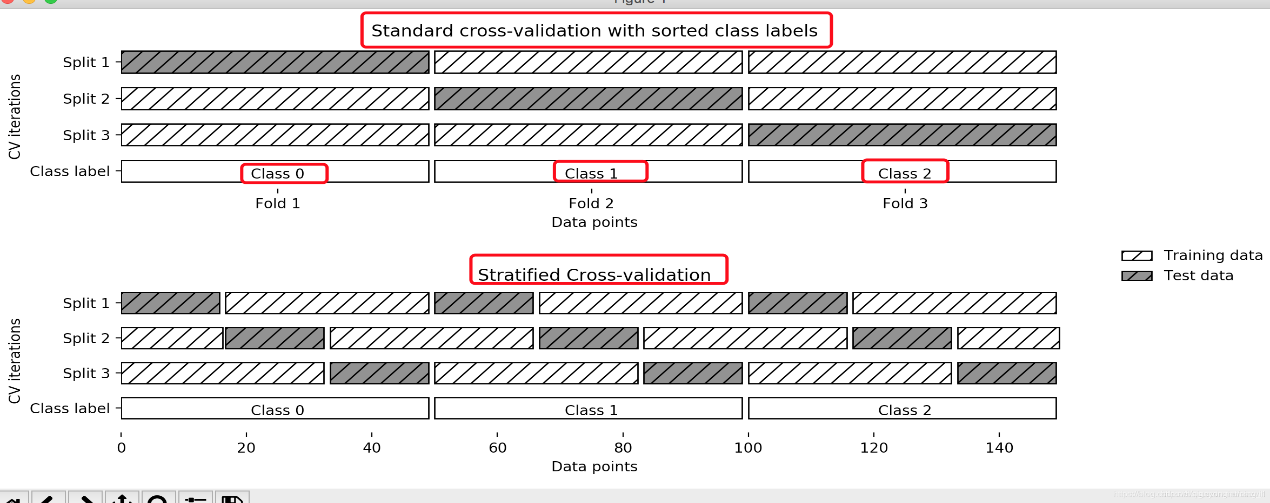 Standard cross-validation with sorted class labels
Split 1
Split 2
CV iterations
Split 3
Class label
Class 0
Class 1
Class 2
Fold 1
Fold 2
Fold 3
Data points
Training data
Test data
Stratified Cross-validation
Split 1
Split 2
CV iterations
Split 3
Class label
Class 0
Class 1
Class 2
0
20
40
60
80
100
120
140
Data points